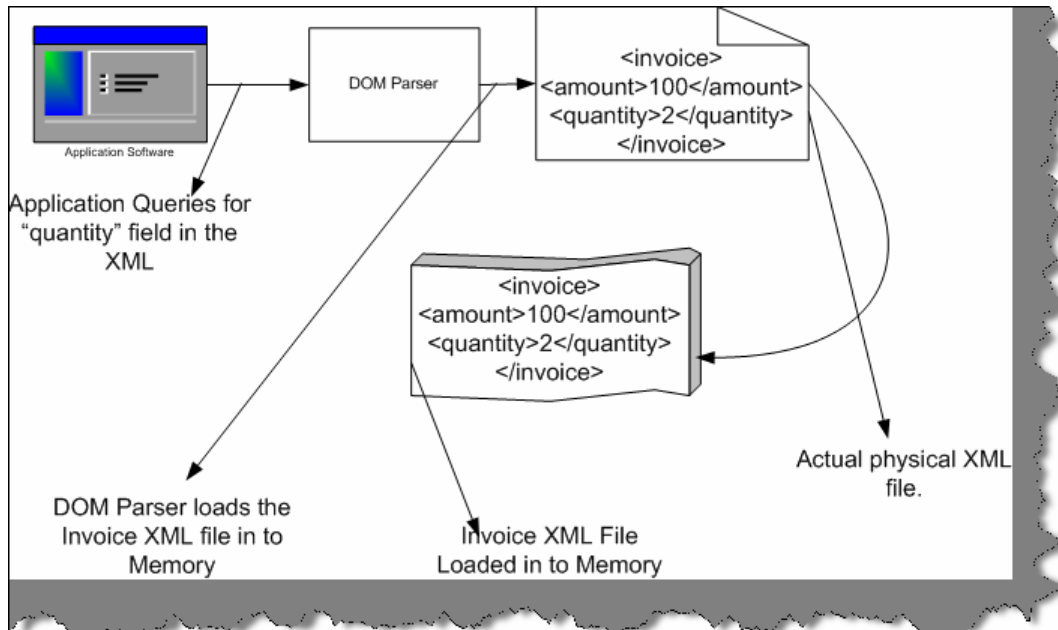 DOM Parser
<invoice>
<amount>100</amount>
<quantity>2</quantity>
</invoice>
Application Software
Application Queries for
“quantity” field in the
XML
<invoice>
<amount>100</amount>
<quantity>2</quantity>
</invoice>
Actual physical XML
file.
DOM Parser loads the
Invoice XML file in to
Memory
Invoice XML File
Loaded in to Memory